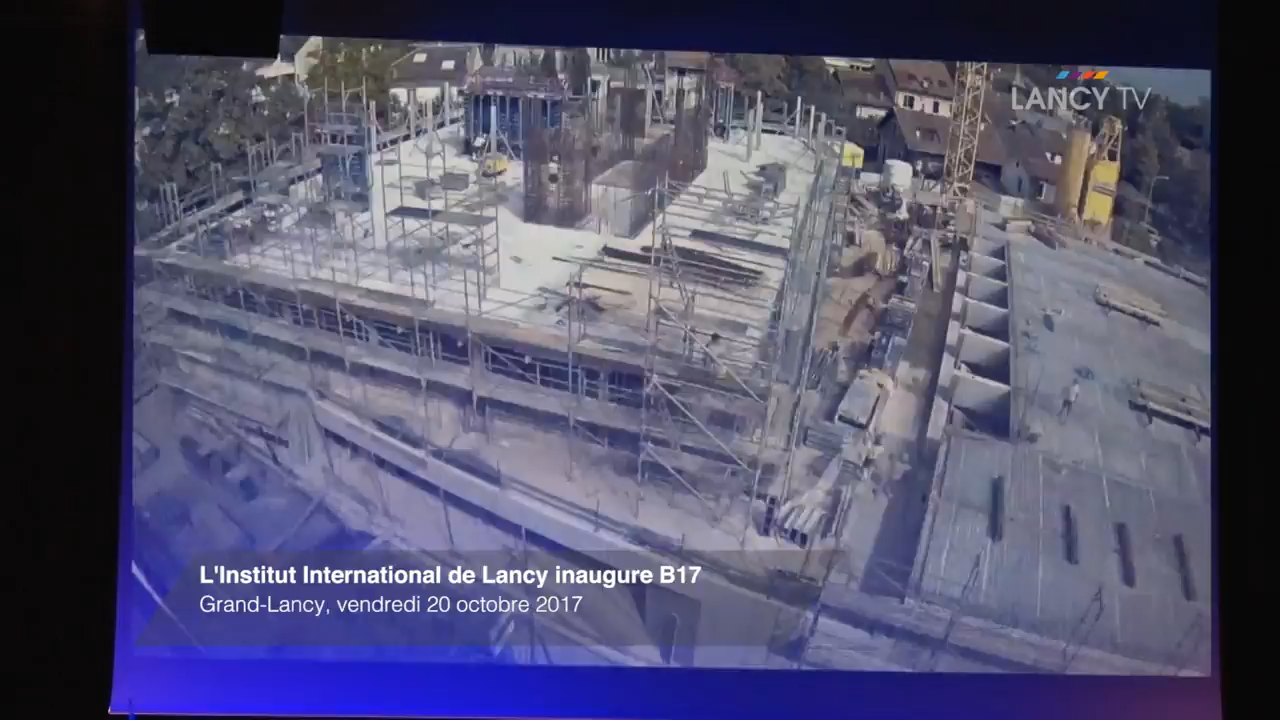 LANCY TV
L'Institut International de Lancy inaugure B17
Grand-Lancy, vendredi 20 octobre 2017